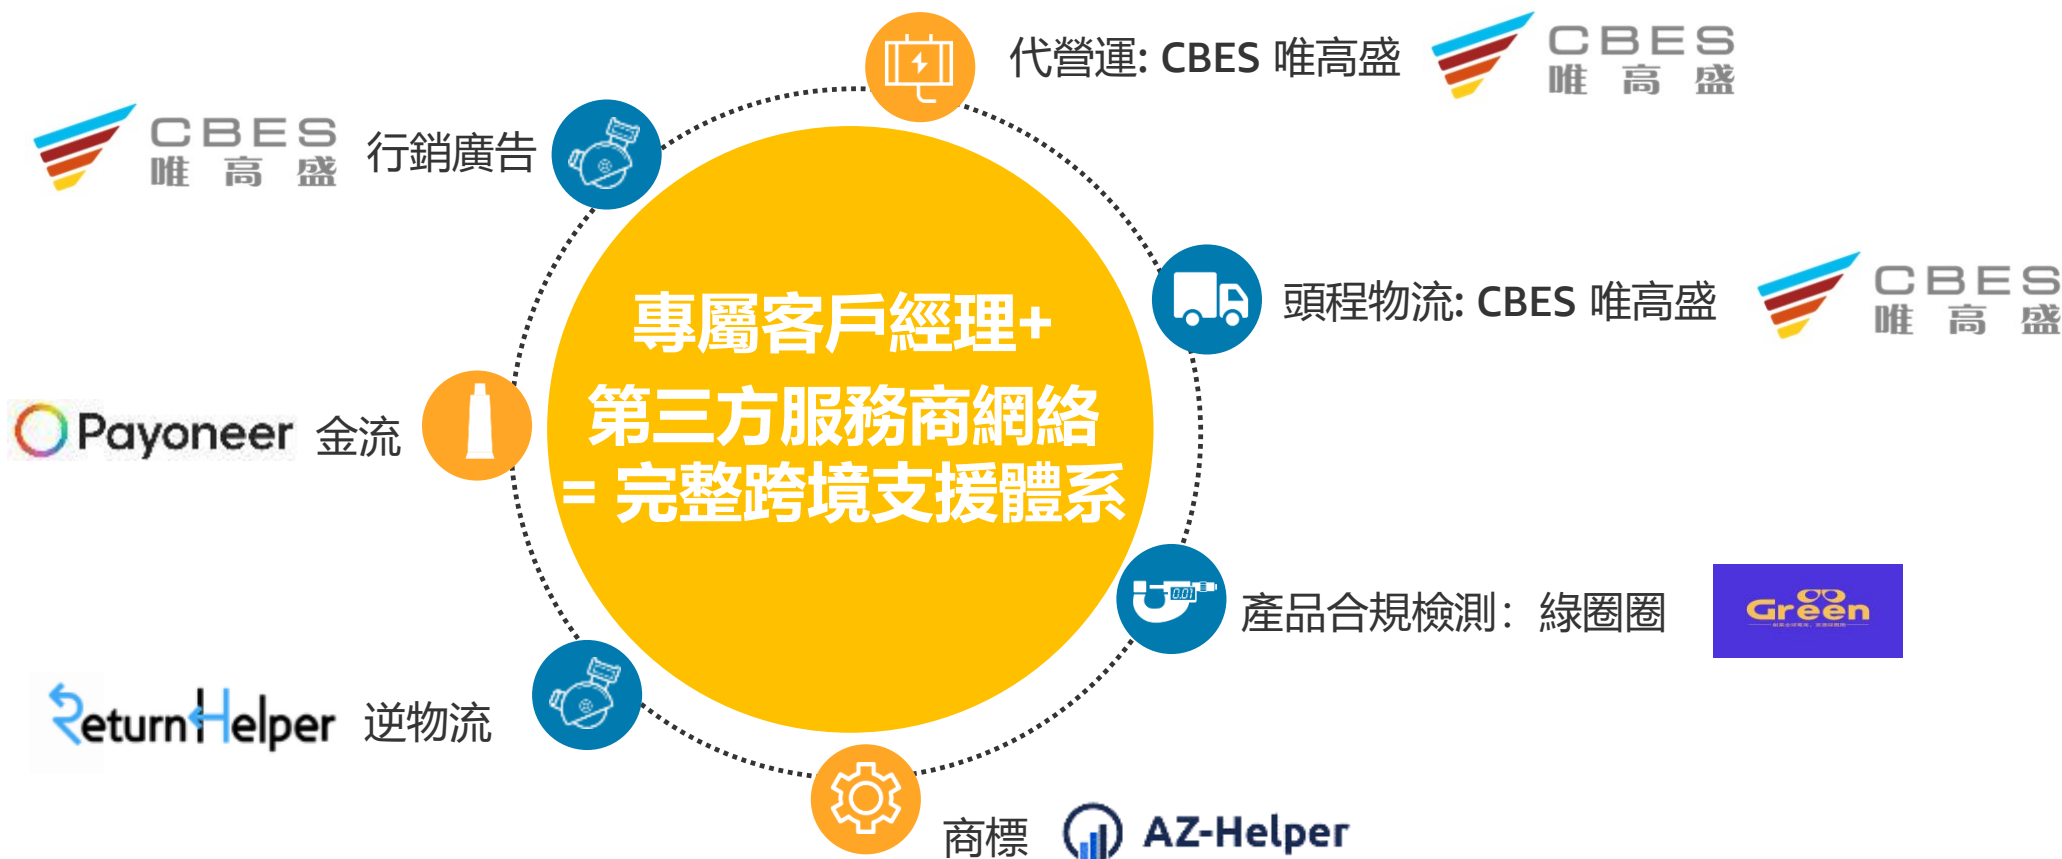 代營運: CBES 唯高盛
CBES
唯高盛
CBES
唯高盛
行銷廣告
專屬客戶經理+
第三方服務商網絡
= 完整跨境支援體系
頭程物流: CBES 唯高盛
CBES
唯高盛
Payoneer
金流
0.01
產品合規檢測：綠圈圈
Green
ReturnHelper
逆物流
商標
AZ-Helper